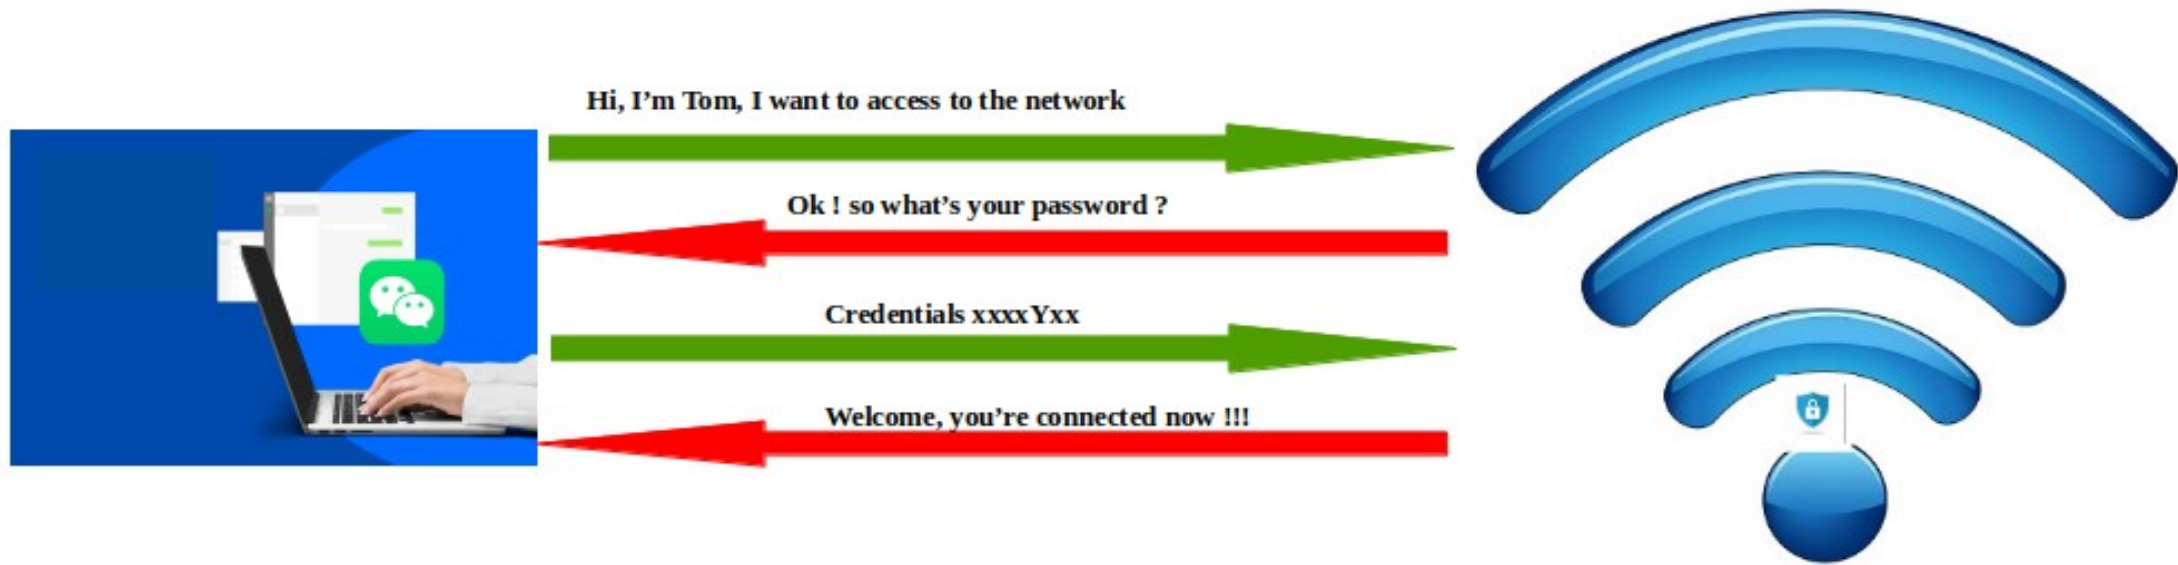 Hi, I’m Tom, I want to access to the network
Ok ! so what’s your password ?
Credentials xxxxYxx
Welcome, you’re connected now !!!